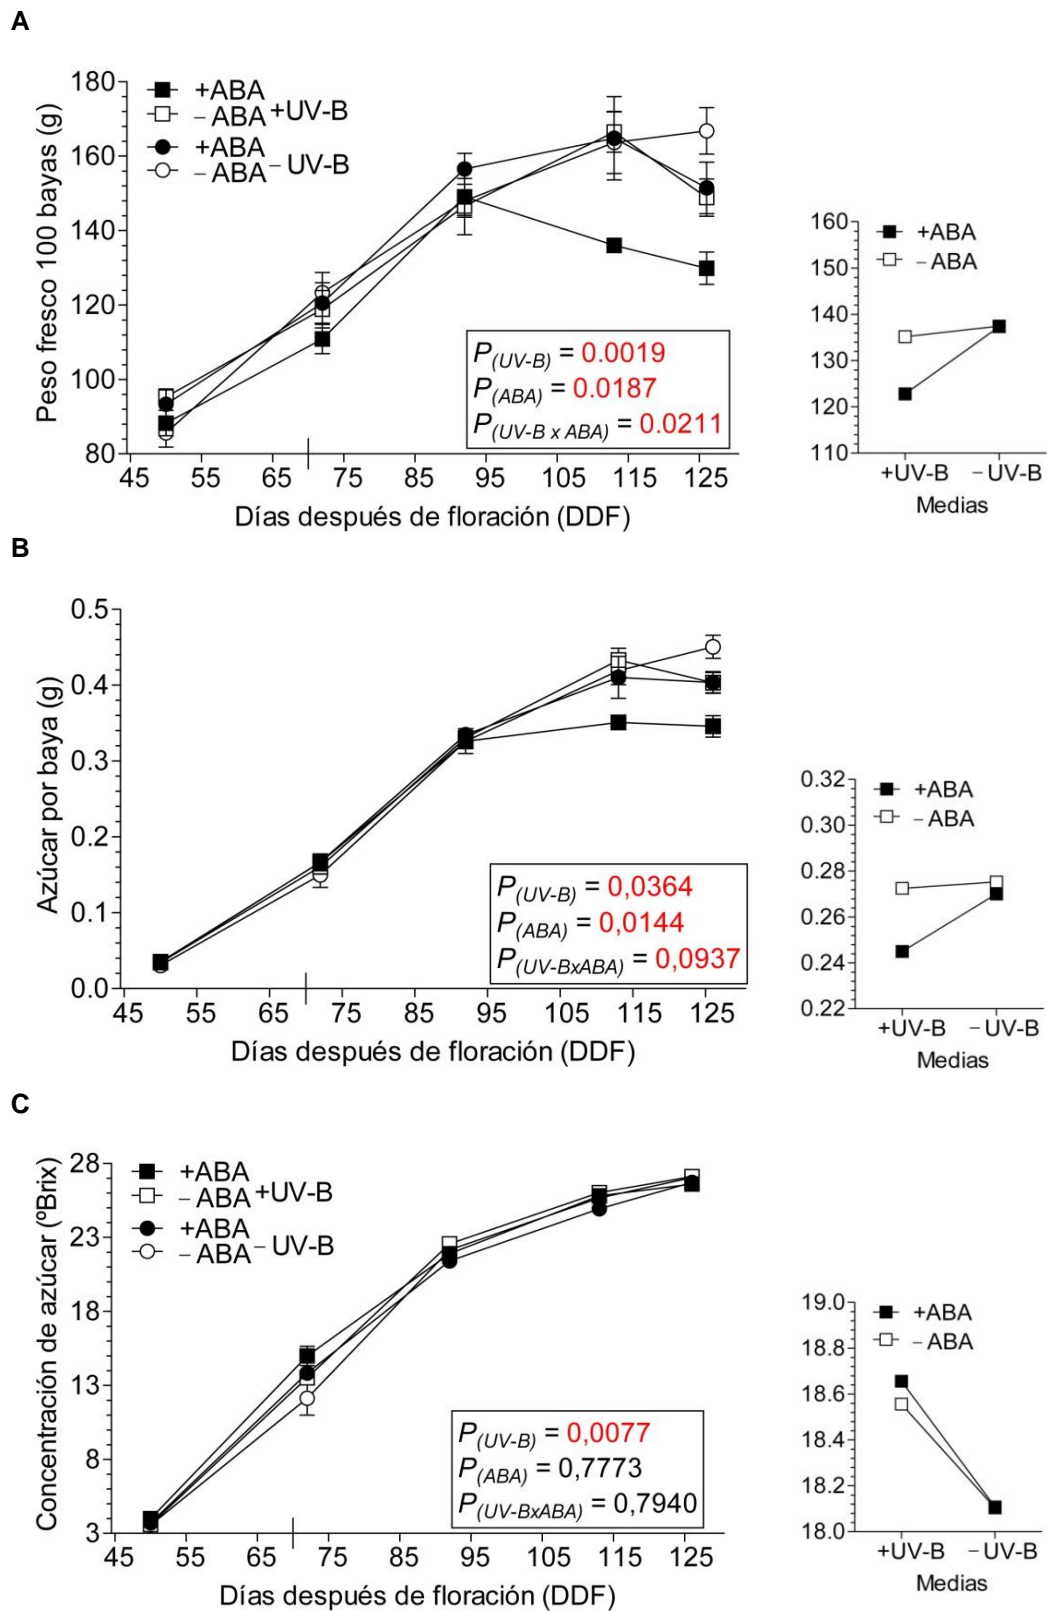 A
180
160
140
120
100
80
Peso fresco 100 bayas (g)
+ABA
–ABA +UV-B
+ABA
–ABA – UV-B
P(UV-B) = 0.0019
P(ABA) = 0.0187
P(UV-B x ABA) = 0.0211
45 55 65 75 85 95 105 115 125
Días después de floración (DDF)
160
150
140
130
120
110
+ABA
–ABA
+UV-B –UV-B
Medias
B
0.5
0.4
0.3
0.2
0.1
0.0
Azúcar por baya (g)
P(UV-B) = 0,0364
P(ABA) = 0,0144
P(UV-BxABA) = 0,0937
45 55 65 75 85 95 105 115 125
Días después de floración (DDF)
0.32
0.30
0.28
0.26
0.24
0.22
+ABA
–ABA
+UV-B –UV-B
Medias
C
28
23
18
13
8
3
Concentración de azúcar (ºBrix)
+ABA
–ABA +UV-B
+ABA
–ABA – UV-B
P(UV-B) = 0,0077
P(ABA) = 0,7773
P(UV-BxABA) = 0,7940
45 55 65 75 85 95 105 115 125
Días después de floración (DDF)
19.0
18.8
18.6
18.4
18.2
18.0
+ABA
–ABA
+UV-B –UV-B
Medias